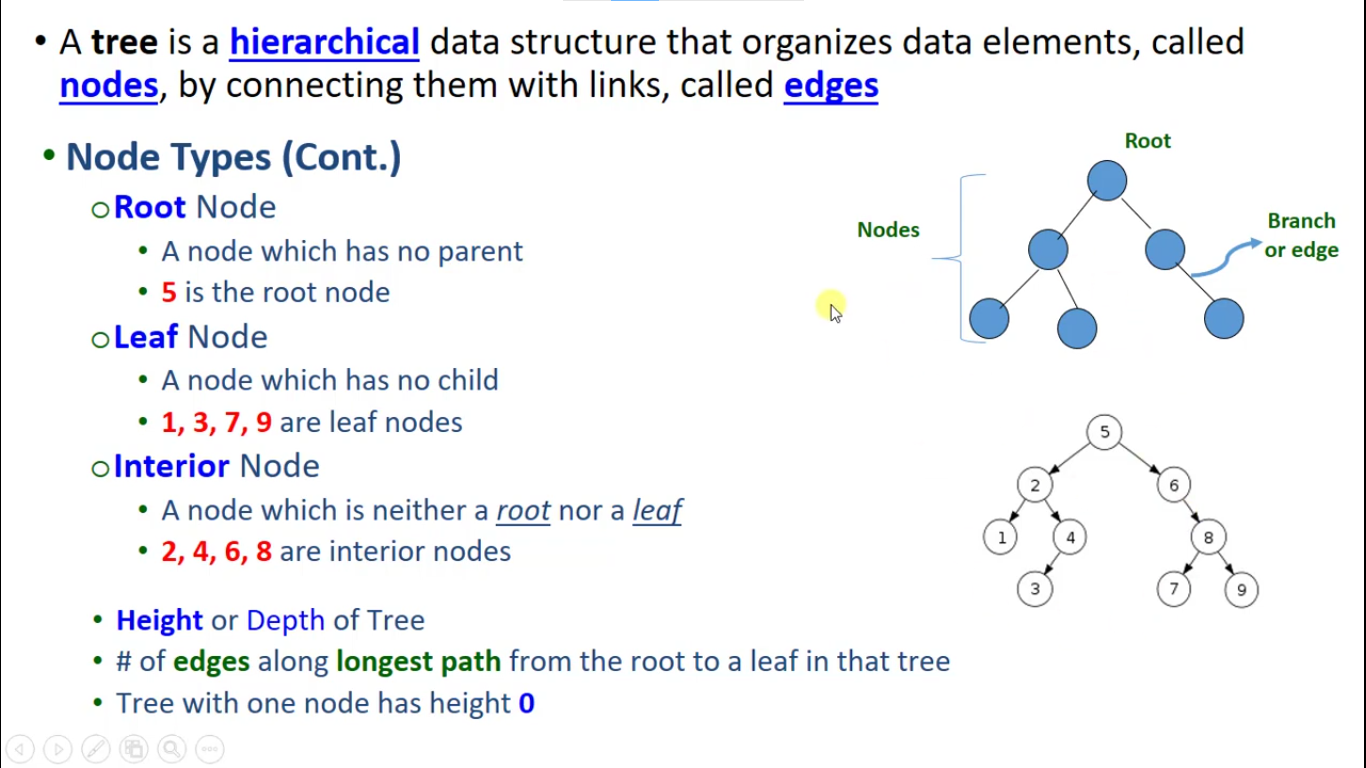 • A tree is a hierarchical data structure that organizes data elements, called
nodes, by connecting them with links, called edges
• Node Types (Cont.)
o Root Node
• A node which has no parent
• 5 is the root node
o Leaf Node
• A node which has no child
• 1, 3, 7, 9 are leaf nodes
o Interior Node
• A node which is neither a root nor a leaf
• 2, 4, 6, 8 are interior nodes
• Height or Depth of Tree
• # of edges along longest path from the root to a leaf in that tree
• Tree with one node has height 0
Root
Nodes
Branch
or edge
5
2 6
1 4 8
3 7 9